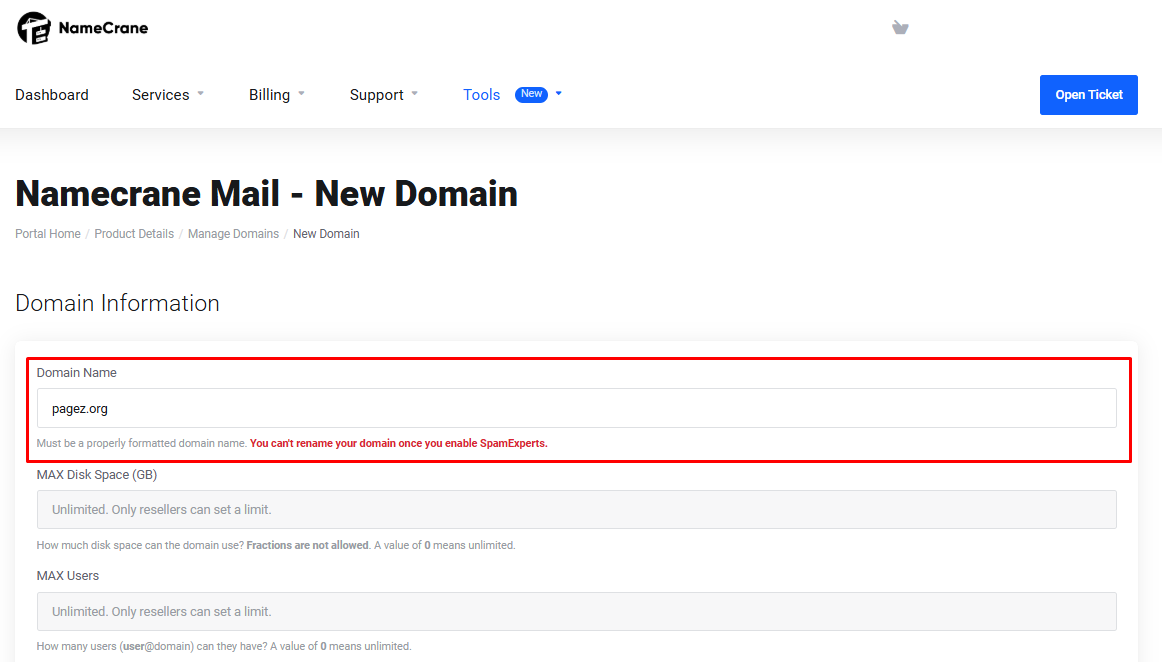 NameCrane
Dashboard Services Billing Support Tools New Open Ticket
Namecrane Mail - New Domain
Portal Home / Product Details / Manage Domains / New Domain
Domain Information
Domain Name
pagez.org
Must be a properly formatted domain name. You can't rename your domain once you enable SpamExperts.
MAX Disk Space (GB)
Unlimited. Only resellers can set a limit.
How much disk space can the domain use? Fractions are not allowed. A value of 0 means unlimited.
MAX Users
Unlimited. Only resellers can set a limit.
How many users (user@domain) can they have? A value of 0 means unlimited.